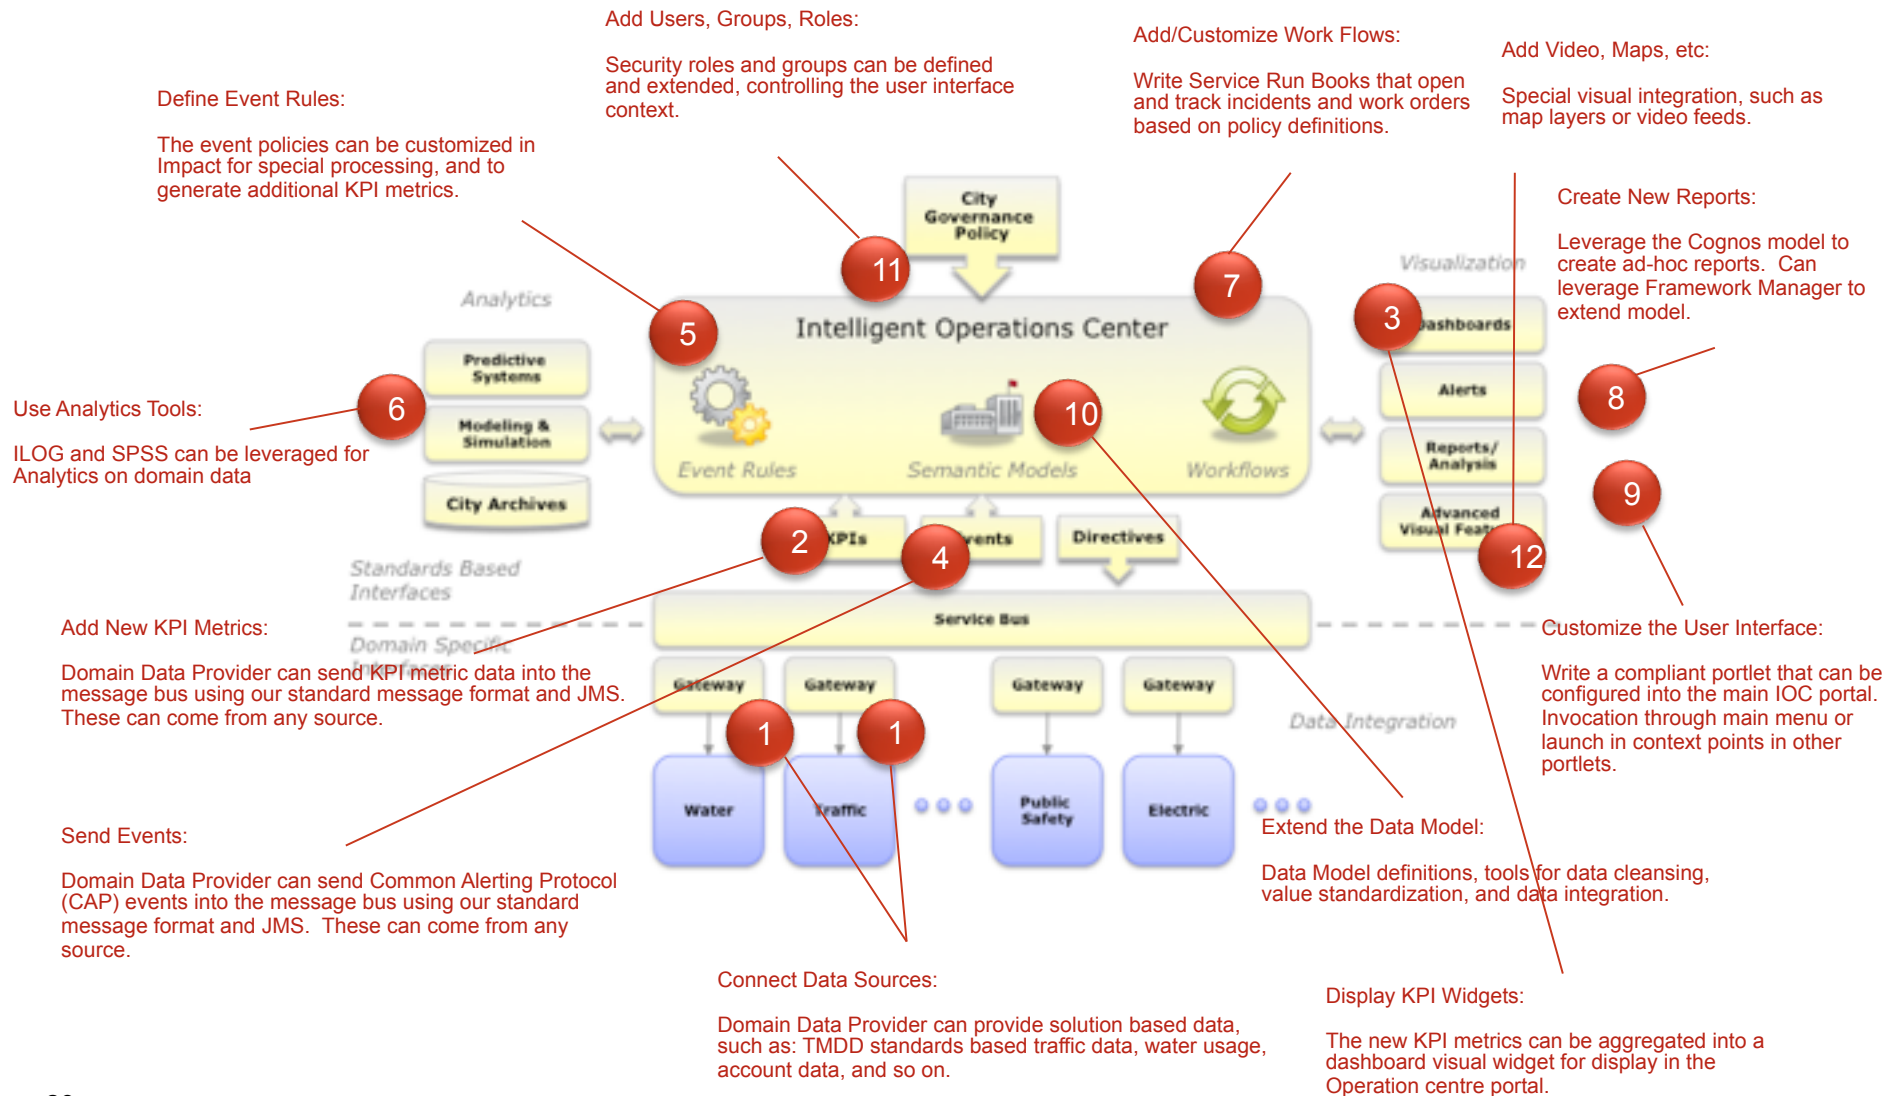 Add Users, Groups, Roles:
Security roles and groups can be defined
and extended, controlling the user interface
context.
Add/Customize Work Flows:
Write Service Run Books that open
and track incidents and work orders
based on policy definitions.
Add Video, Maps, etc:
Special visual integration, such as
map layers or video feeds.
Define Event Rules:
The event policies can be customized in
Impact for special processing, and to
generate additional KPI metrics.
Create New Reports:
Leverage the Cognos model to
create ad-hoc reports.  Can
leverage Framework Manager to
extend model.
City
Governance
Policy
11
7
Visualization
Analytics
5
Intelligent Operations Center
3
Dashboards
Predictive
Systems
Alerts
8
Use Analytics Tools:
ILOG and SPSS can be leveraged for
Analytics on domain data
6
Modeling &
Simulation
10
Event Rules
Semantic Models
Workflows
Reports/
Analysis
9
City Archives
Advanced
Visual Featur
12
2
KPIs
4
Events
Directives
Standards Based
Interfaces
Service Bus
Domain Specific
Interfaces
Add New KPI Metrics:
Domain Data Provider can send KPI metric data into the
message bus using our standard message format and JMS.
These can come from any source.
Customize the User Interface:
Write a compliant portlet that can be
configured into the main IOC portal.
Invocation through main menu or
launch in context points in other
portlets.
Gateway
Gateway
Gateway
Gateway
1
1
Data Integration
Water
Traffic
Public
Safety
Electric
Send Events:
Domain Data Provider can send Common Alerting Protocol
(CAP) events into the message bus using our standard
message format and JMS.  These can come from any
source.
Extend the Data Model:
Data Model definitions, tools for data cleansing,
value standardization, and data integration.
Connect Data Sources:
Domain Data Provider can provide solution based data,
such as: TMDD standards based traffic data, water usage,
account data, and so on.
Display KPI Widgets:
The new KPI metrics can be aggregated into a
dashboard visual widget for display in the
Operation centre portal.